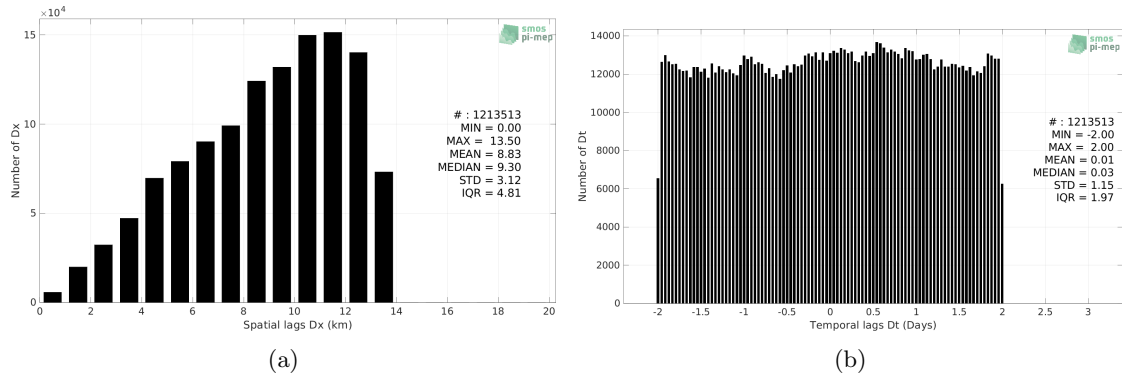 ×10⁴
15
10
5
0
0 2 4 6 8 10 12 14 16 18 20
Number of Dx
Spatial lags Dx (km)
smos
pi-mep
# : 1213513
MIN = 0.00
MAX = 13.50
MEAN = 8.83
MEDIAN = 9.30
STD = 3.12
IQR = 4.81
(a)
14000
12000
10000
8000
6000
4000
2000
0
-2 -1.5 -1 -0.5 0 0.5 1 1.5 2 2.5 3
Number of Dt
Temporal lags Dt (Days)
smos
pi-mep
# : 1213513
MIN = -2.00
MAX = 2.00
MEAN = 0.01
MEDIAN = 0.03
STD = 1.15
IQR = 1.97
(b)